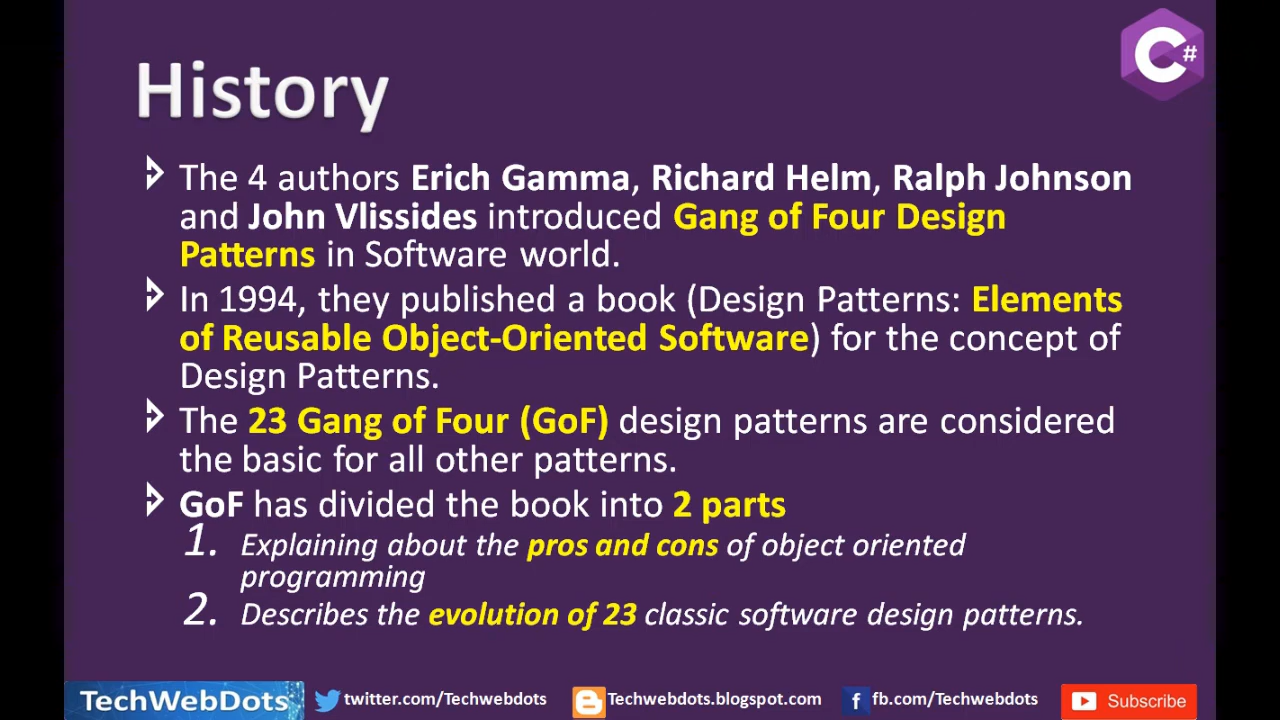 C#
History
The 4 authors Erich Gamma, Richard Helm, Ralph Johnson
and John Vlissides introduced Gang of Four Design
Patterns in Software world.
In 1994, they published a book (Design Patterns: Elements
of Reusable Object-Oriented Software) for the concept of
Design Patterns.
The 23 Gang of Four (GoF) design patterns are considered
the basic for all other patterns.
GoF has divided the book into 2 parts
1. Explaining about the pros and cons of object oriented
programming
2. Describes the evolution of 23 classic software design patterns.
TechWebDots twitter.com/Techwebdots Techwebdots.blogspot.com fb.com/Techwebdots Subscribe